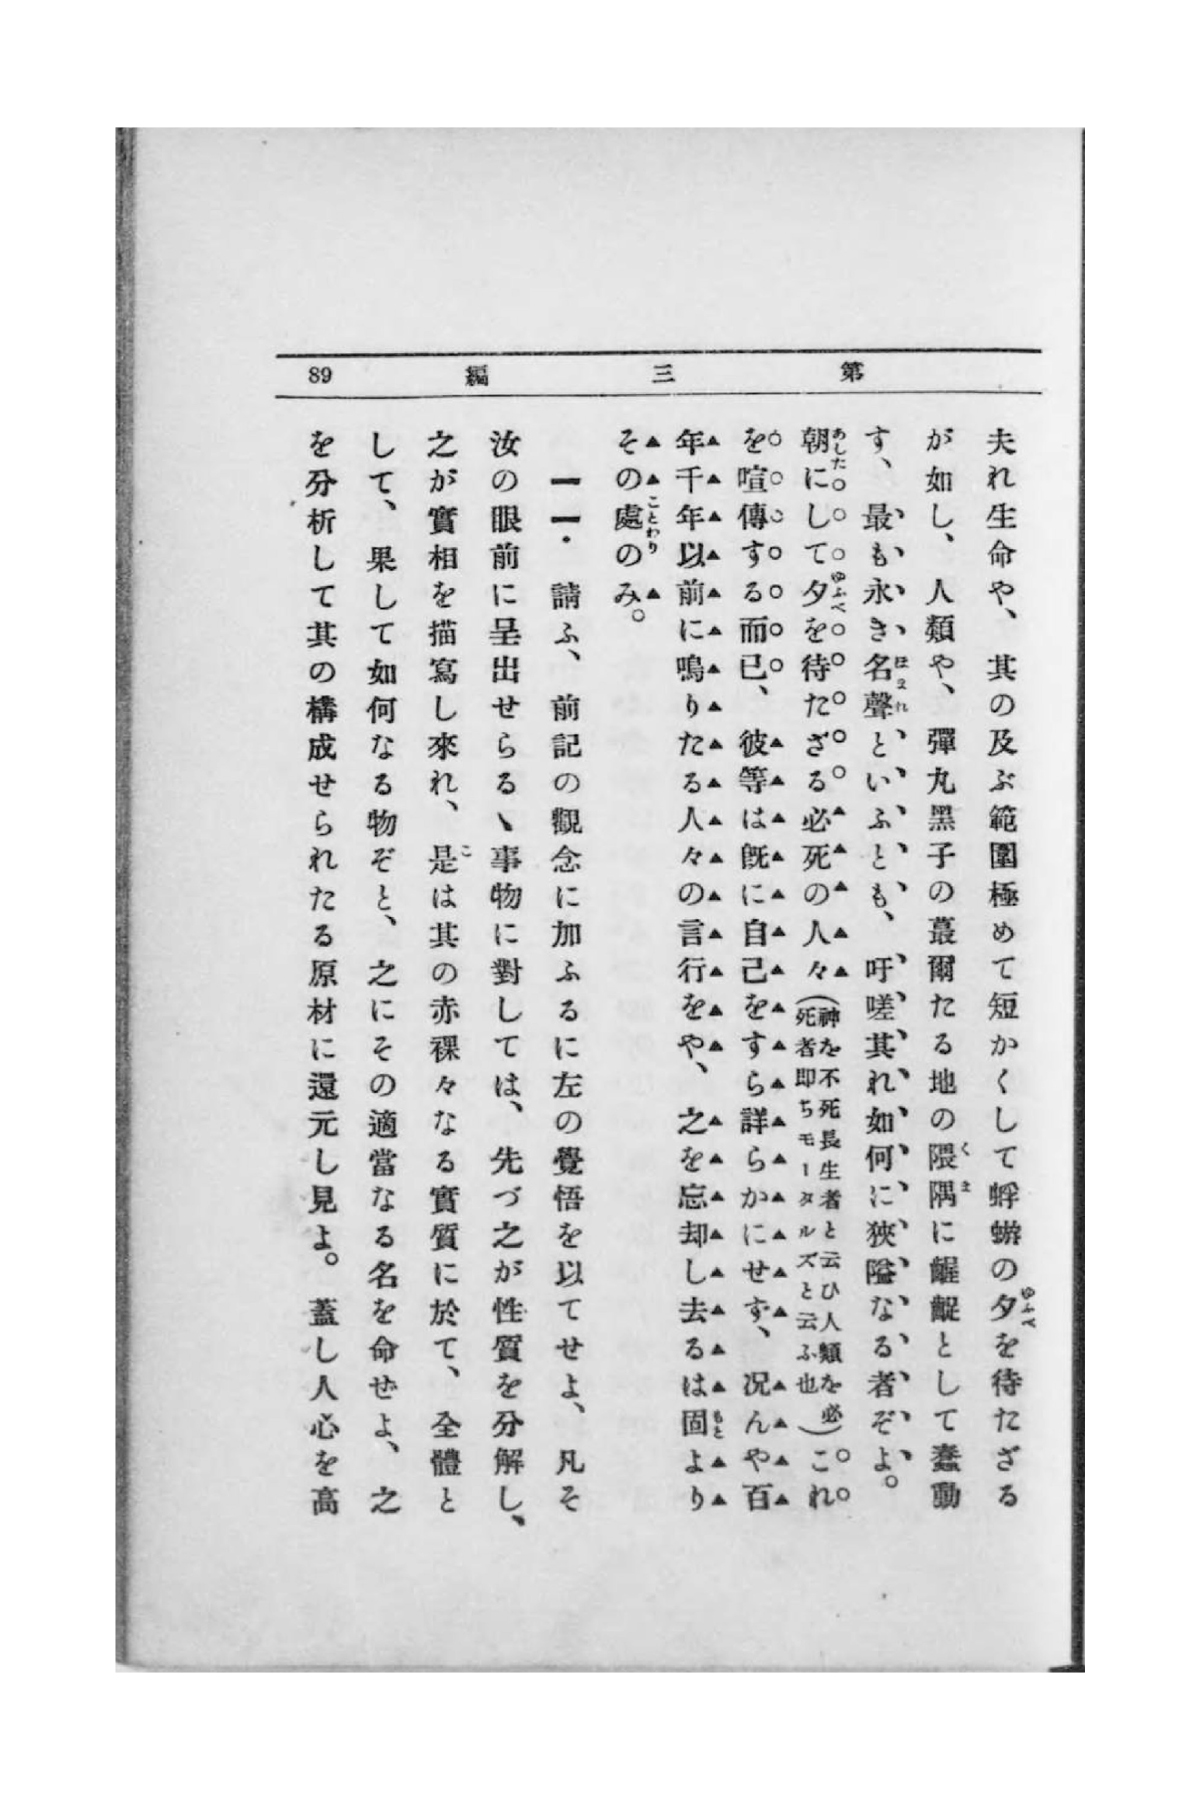 第三編 89
夫れ生命や、其の及ぶ範圍極めて短かくして蜉蝣の夕を待たざる
が如し、人類や、彈丸黑子の蕞爾たる地の隈隅に齷齪として蠢動
す、最も永き名聲といふとも、吁嗟其れ如何に狹隘なる者ぞよ。
朝にして夕を待たざる必死の人々(神を不死長生者と云ひ人類を必死者卽ちモータルズと云ふ也)これ
を喧傳する而已、彼等は旣に自己をすら詳らかにせず、况んや百
年千年以前に鳴りたる人々の言行をや、之を忘却し去るは固より
その處のみ。
一一・請ふ、前記の觀念に加ふるに左の覺悟を以てせよ、凡そ
汝の眼前に呈出せらるヽ事物に對しては、先づ之が性質を分解し、
之が實相を描寫し來れ、是は其の赤裸々なる實質に於て、全體と
して、果して如何なる物ぞと、之にその適當なる名を命ぜよ、之
を分析して其の構成せられたる原材に還元し見よ。蓋し人心を高